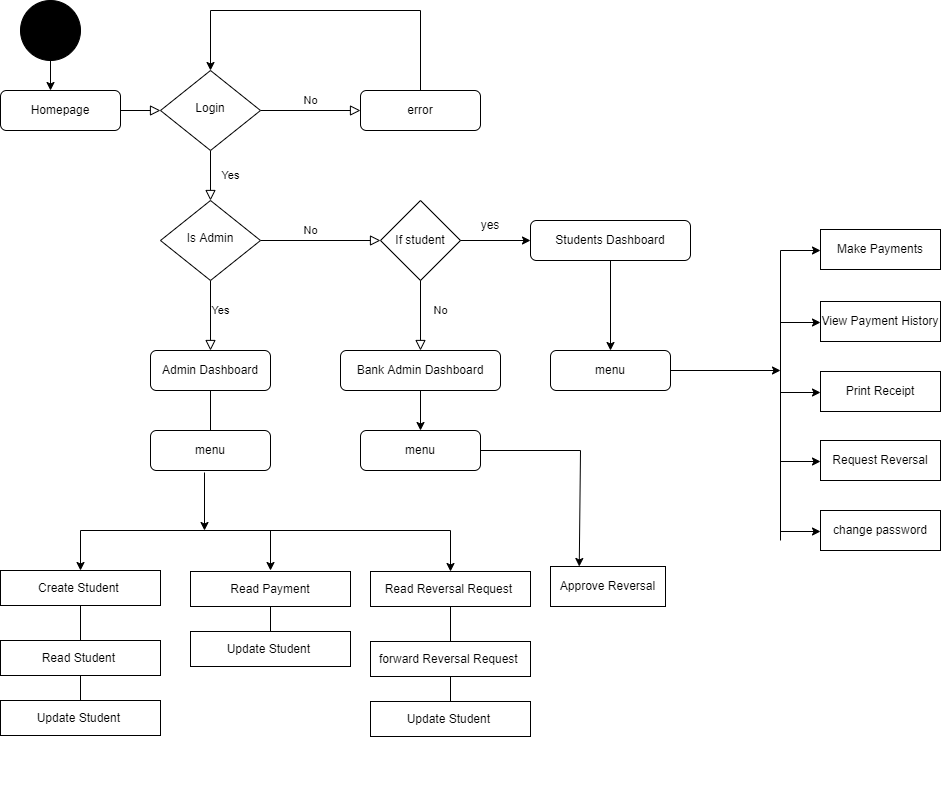 Homepage
Login
No
error
Yes
Is Admin
No
If student
yes
Students Dashboard
Make Payments
View Payment History
Print Receipt
Request Reversal
change password
Yes
No
Admin Dashboard
Bank Admin Dashboard
menu
menu
menu
Create Student
Read Payment
Read Reversal Request
Approve Reversal
Read Student
Update Student
forward Reversal Request
Update Student
Update Student